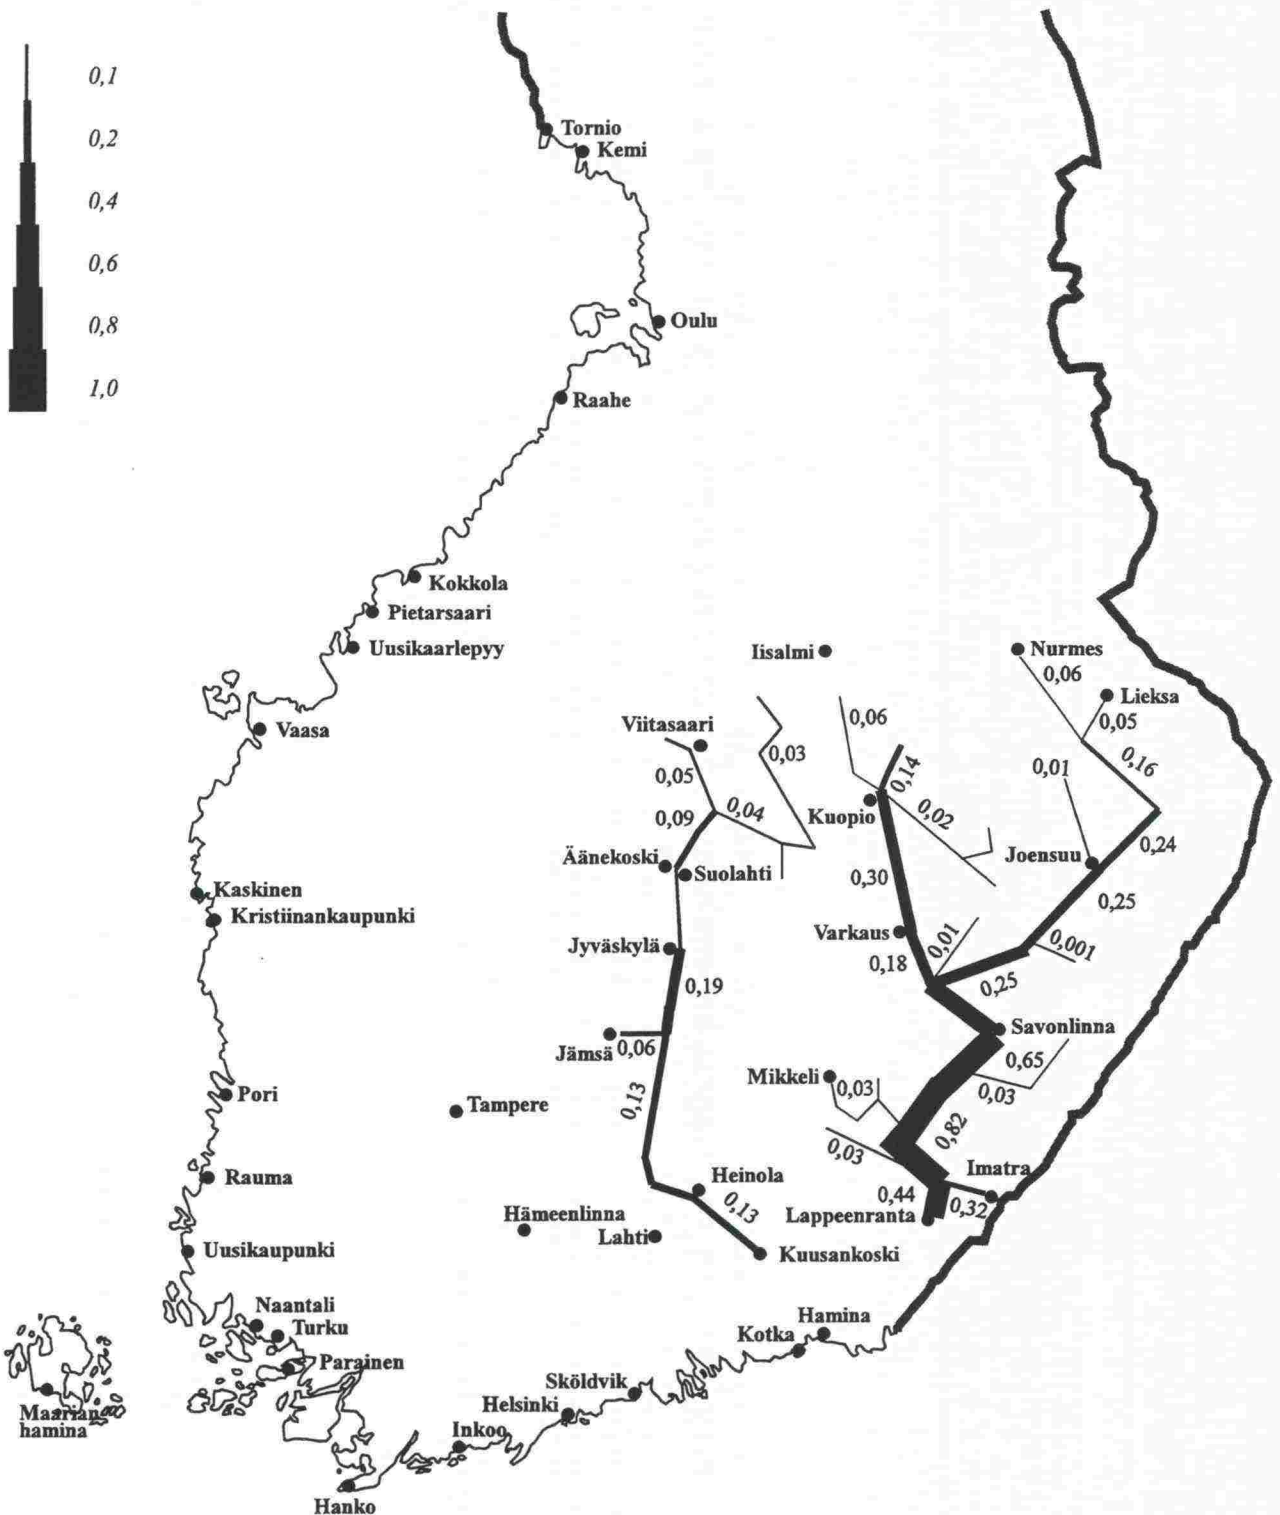 0,1
0,2
0,4
0,6
0,8
1,0
Tornio
Kemi
Oulu
Raahe
Kokkola
Pietarsaari
Uusikaarlepyy
Vaasa
Iisalmi
Nurmes
0,06
Lieksa
0,05
Viitasaari
0,05
0,03
0,06
0,14
0,01
0,16
0,09
0,04
Kuopio
0,02
0,24
Äänekoski
Suolahti
0,30
Joensuu
0,25
Kaskinen
Kristiinankaupunki
Jyväskylä
0,19
Varkaus
0,18
0,01
0,001
0,25
Jämsä
0,06
Savonlinna
0,65
Mikkeli
0,03
0,03
Pori
Tampere
0,13
0,82
0,03
Rauma
Heinola
0,13
0,44
Imatra
0,32
Hämeenlinna
Lahti
Lappeenranta
Uusikaupunki
Kuusankoski
Naantali
Turku
Parainen
Hamina
Kotka
Sköldvik
Helsinki
Inkoo
Maarian-
hamina
Hanko